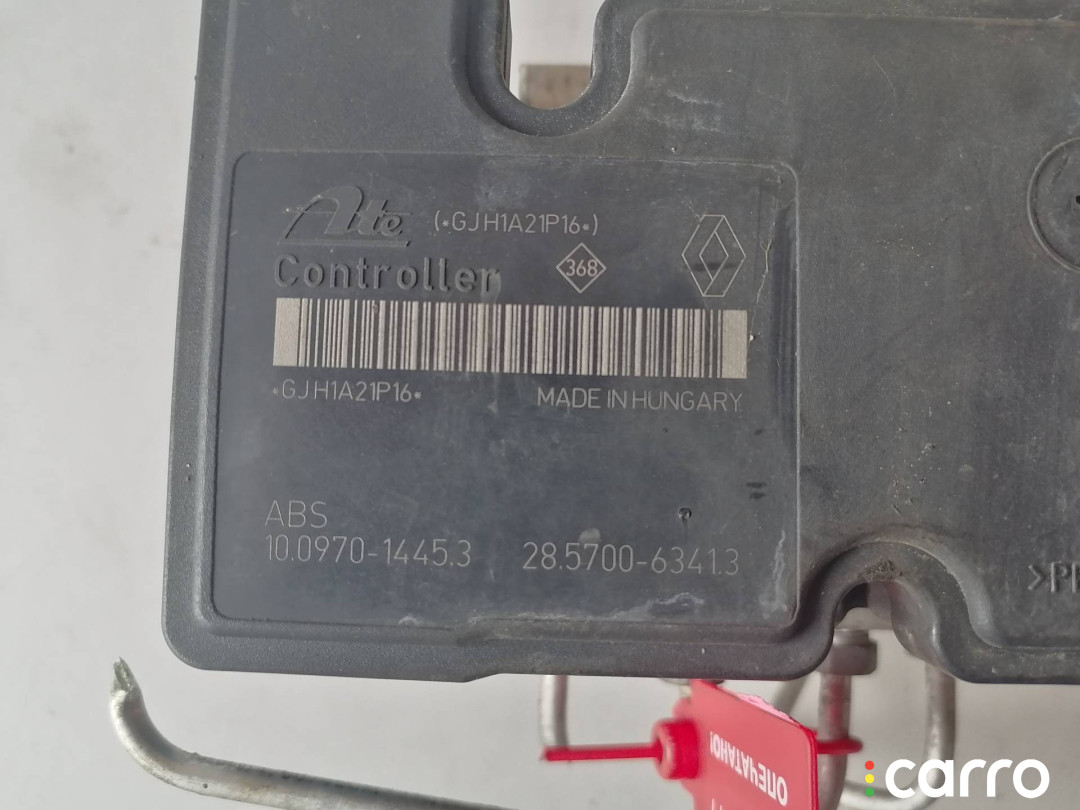 Ate (*GJH1A21P16*)
Controller 368
*GJH1A21P16* MADE IN HUNGARY
ABS
10.0970-1445.3 28.5700-6341.3
>PP
ОПЕЧАТАНО!
carro